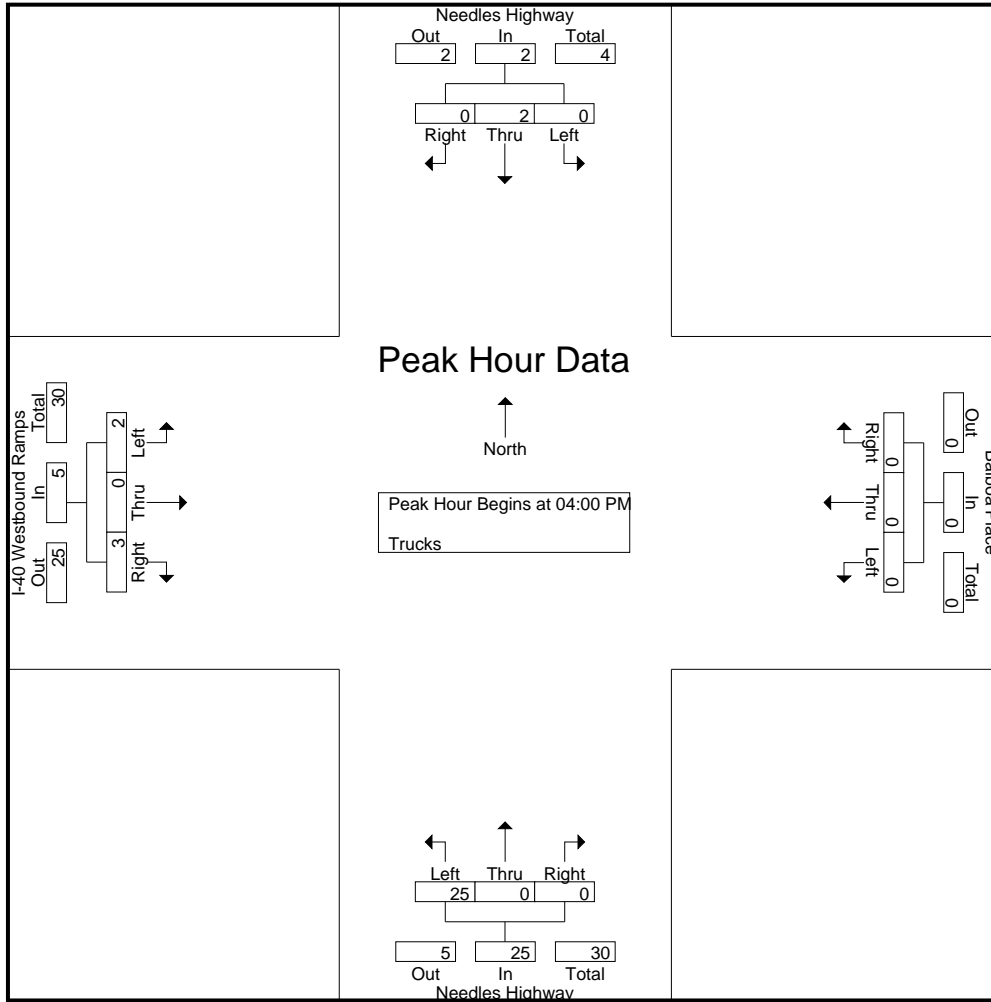 Needles Highway
Out In Total
2 2 4
0 2 0
Right Thru Left
Peak Hour Data
North
Peak Hour Begins at 04:00 PM
Trucks
I-40 Westbound Ramps
Total In Out
30 5 25
2 0 3
Left Thru Right
Right Thru Left
0 0 0
Out In Total
0 0 0
Balboa Place
Left Thru Right
25 0 0
5 25 30
Out In Total
Needles Highway